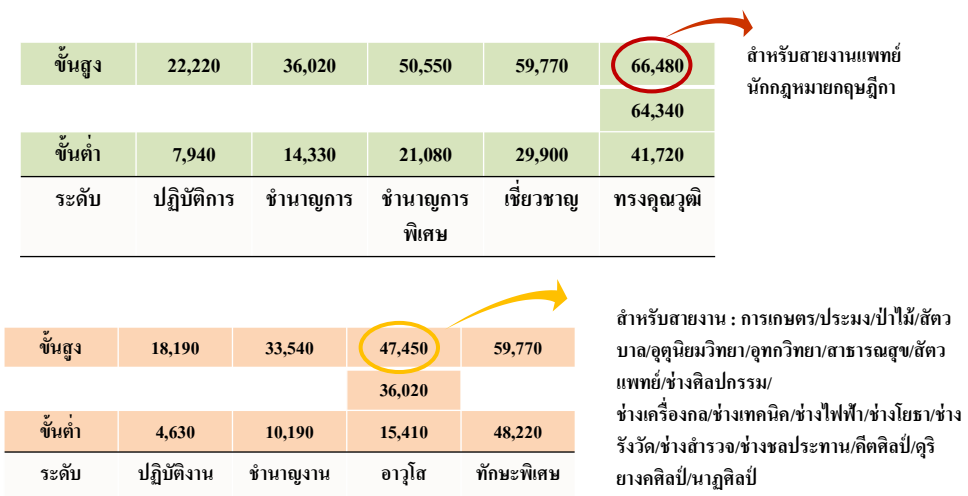 ขั้นสูง 22,220 36,020 50,550 59,770 66,480
64,340
ขั้นต่ำ 7,940 14,330 21,080 29,900 41,720
ระดับ ปฏิบัติการ ชำนาญการ ชำนาญการ เชี่ยวชาญ ทรงคุณวุฒิ
พิเศษ
สำหรับสายงานแพทย์
นักกฎหมายกฤษฎีกา
ขั้นสูง 18,190 33,540 47,450 59,770
36,020
ขั้นต่ำ 4,630 10,190 15,410 48,220
ระดับ ปฏิบัติงาน ชำนาญงาน อาวุโส ทักษะพิเศษ
สำหรับสายงาน : การเกษตร/ประมง/ป่าไม้/สัตว
บาล/อุตุนิยมวิทยา/อุทกวิทยา/สาธารณสุข/สัตว
แพทย์/ช่างศิลปกรรม/
ช่างเครื่องกล/ช่างเทคนิค/ช่างไฟฟ้า/ช่างโยธา/ช่าง
รังวัด/ช่างสำรวจ/ช่างชลประทาน/คีตศิลป์/ดุริ
ยางคศิลป์/นาฏศิลป์